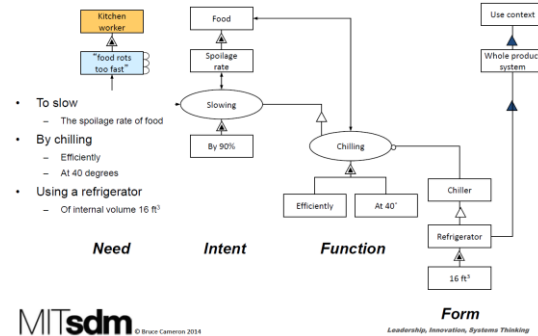 Kitchen
worker
"food rots
too fast"
• To slow
– The spoilage rate of food
• By chilling
– Efficiently
– At 40 degrees
• Using a refrigerator
– Of internal volume 16 ft³
Need
Food
Spoilage
rate
Slowing
By 90%
Intent
Chilling
Efficiently
At 40˚
Function
Use context
Whole product
system
Chiller
Refrigerator
16 ft³
Form
MITsdm
© Bruce Cameron 2014
Leadership, Innovation, Systems Thinking